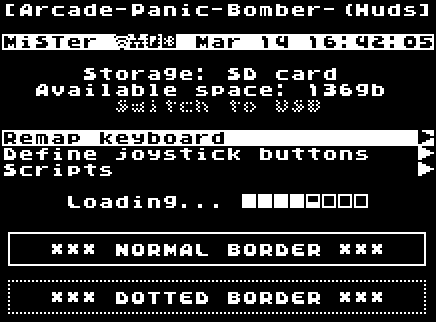 [Arcade-Panic-Bomber-(Huds]
MiSTer Mar 14 16:42:05
Storage: SD card
Available space: 1369b
Switch to USB
Remap keyboard
Define joystick buttons
Scripts
Loading...
*** NORMAL BORDER ***
*** DOTTED BORDER ***